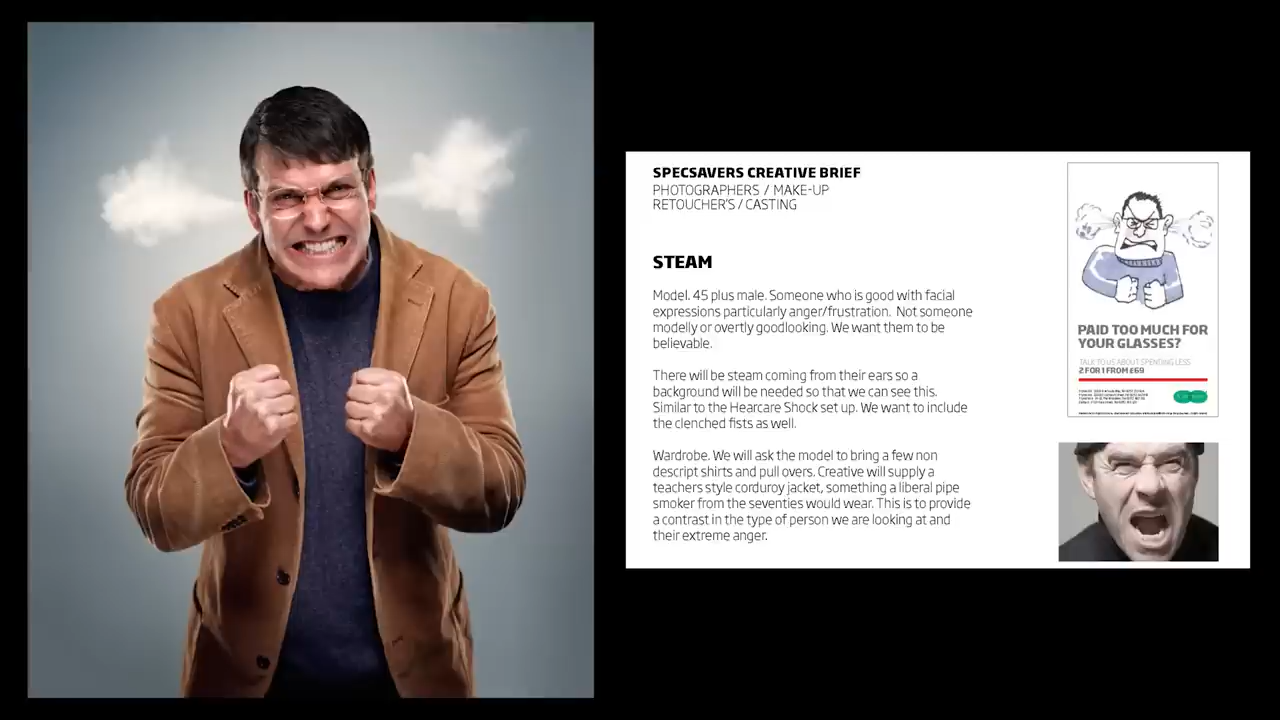 SPECSAVERS CREATIVE BRIEF
PHOTOGRAPHERS / MAKE-UP
RETOUCHER'S / CASTING
STEAM
Model. 45 plus male. Someone who is good with facial
expressions particularly anger/frustration. Not someone
modelly or overtly goodlooking. We want them to be
believable.
There will be steam coming from their ears so a
background will be needed so that we can see this.
Similar to the Hearcare Shock set up. We want to include
the clenched fists as well.
Wardrobe. We will ask the model to bring a few non
descript shirts and pull overs. Creative will supply a
teachers style corduroy jacket, something a liberal pipe
smoker from the seventies would wear. This is to provide
a contrast in the type of person we are looking at and
their extreme anger.
PAID TOO MUCH FOR
YOUR GLASSES?
TALK TO US ABOUT SPENDING LESS
2 FOR 1 FROM £69